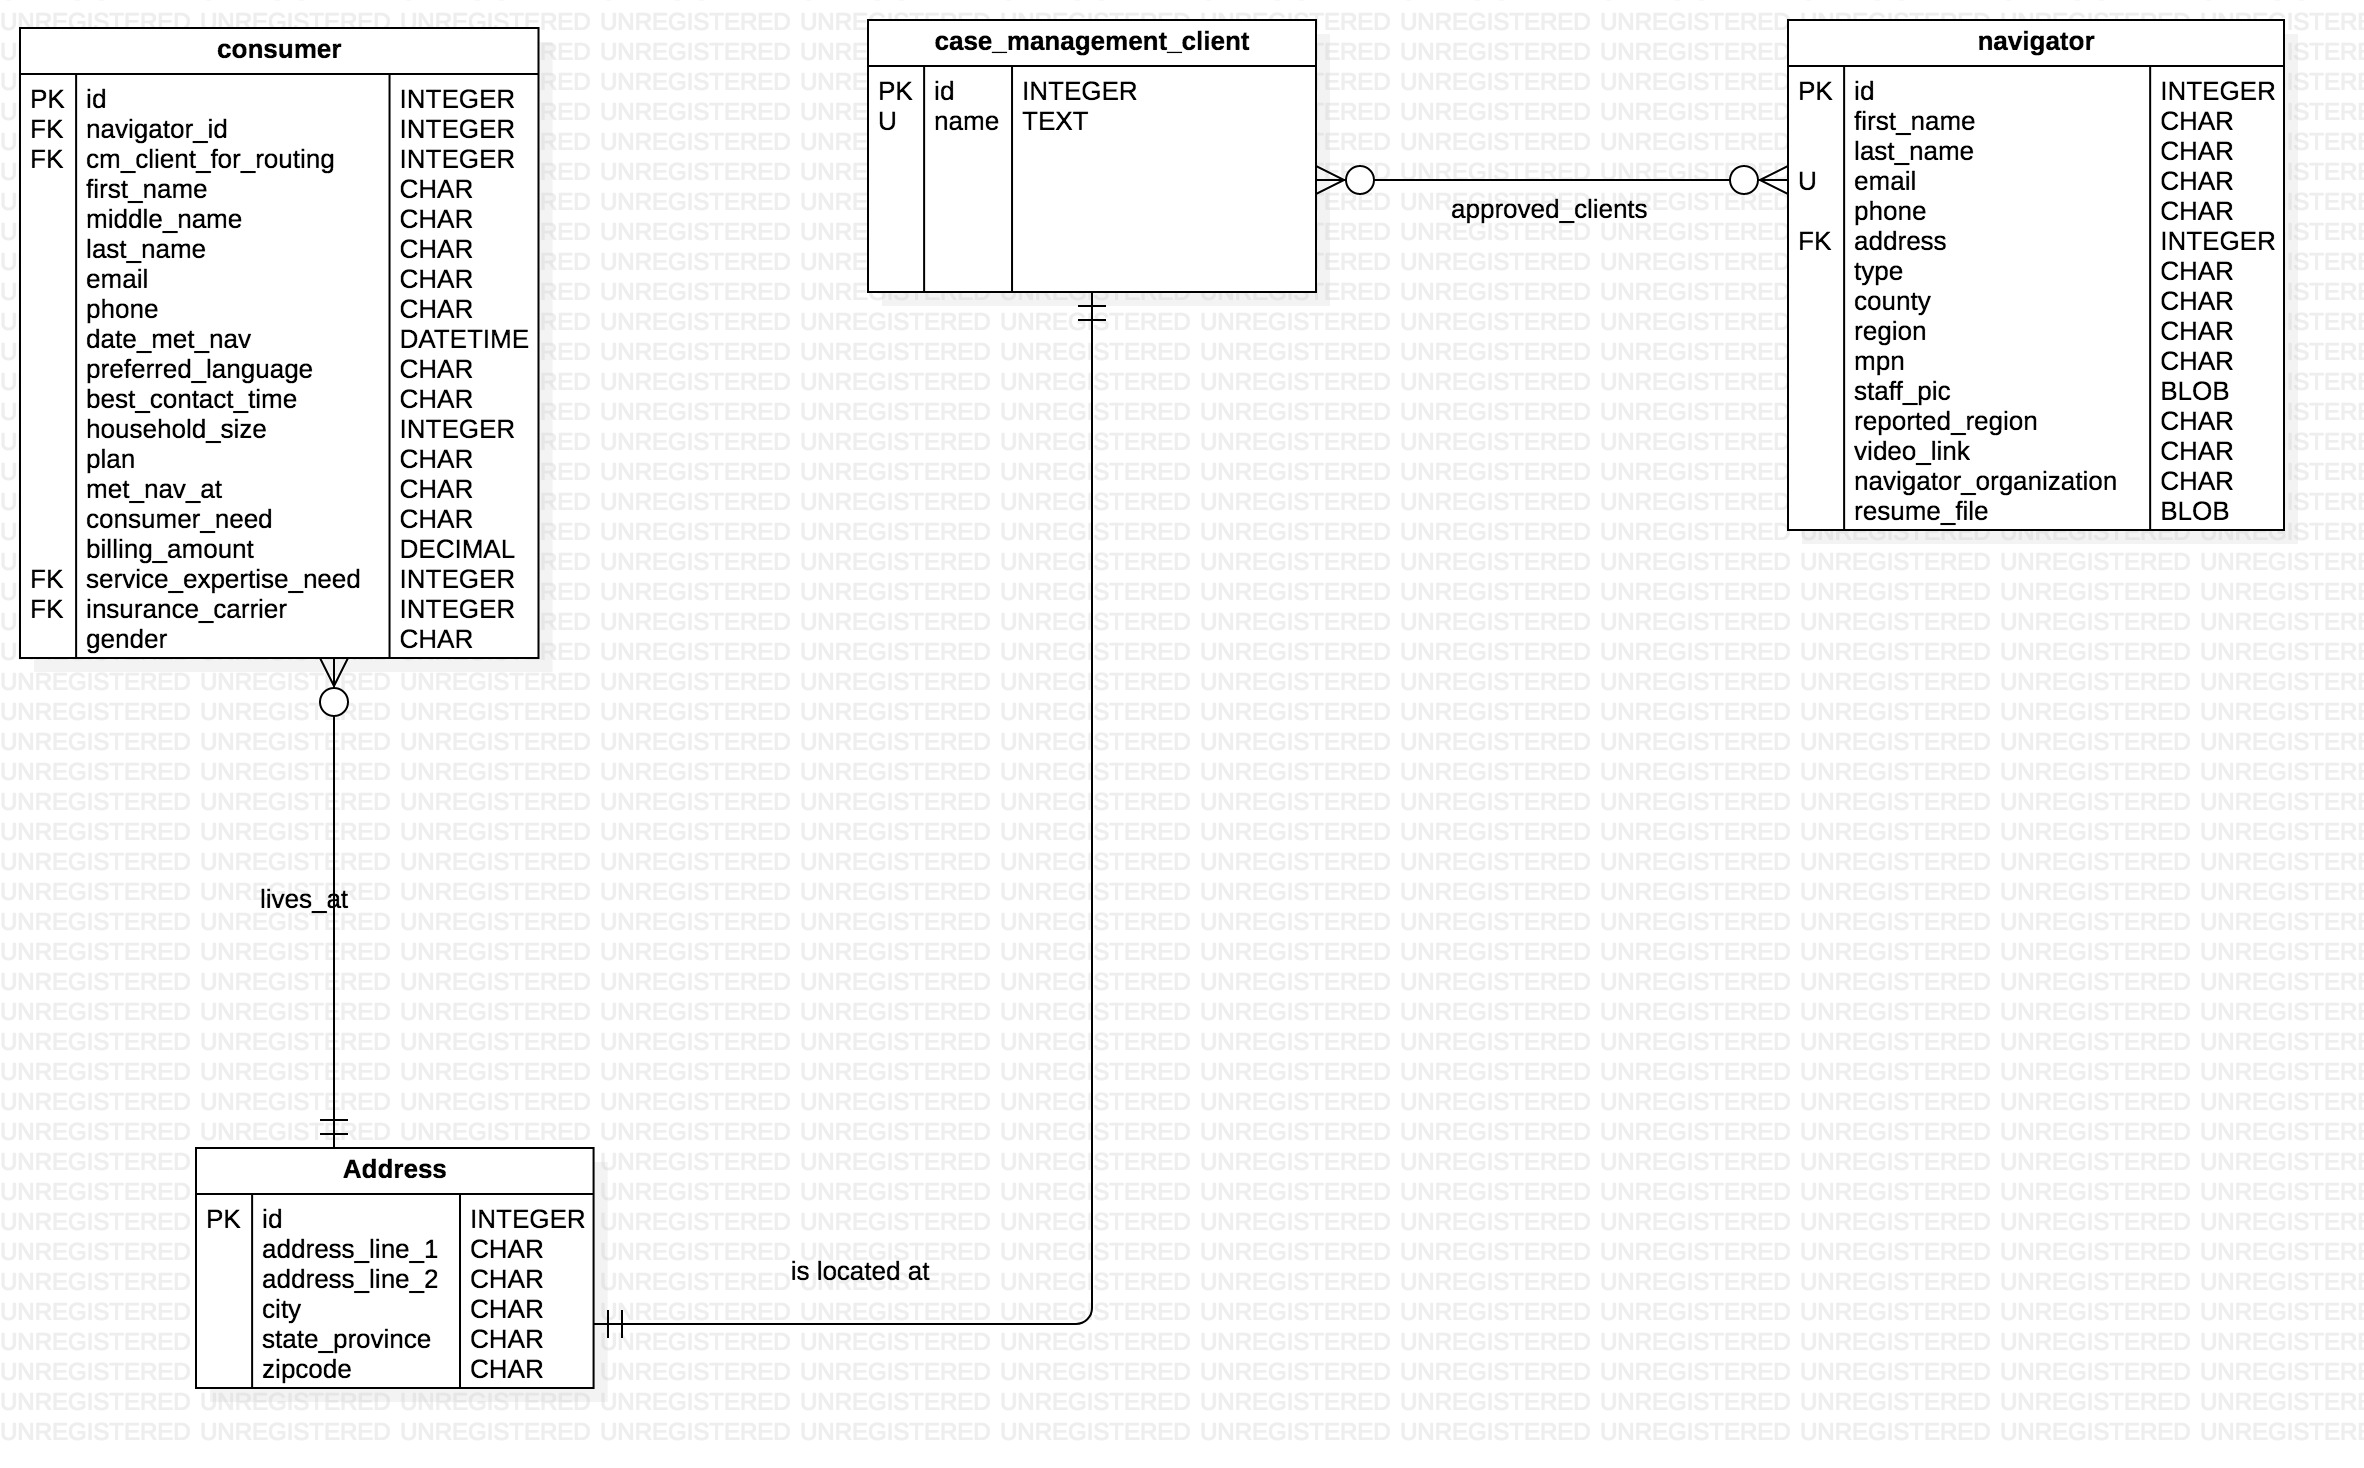 consumer
PK id INTEGER
FK navigator_id INTEGER
FK cm_client_for_routing INTEGER
first_name CHAR
middle_name CHAR
last_name CHAR
email CHAR
phone CHAR
date_met_nav DATETIME
preferred_language CHAR
best_contact_time CHAR
household_size INTEGER
plan CHAR
met_nav_at CHAR
consumer_need CHAR
billing_amount DECIMAL
FK service_expertise_need INTEGER
FK insurance_carrier INTEGER
gender CHAR
case_management_client
PK id INTEGER
U name TEXT
approved_clients
navigator
PK id INTEGER
first_name CHAR
last_name CHAR
U email CHAR
phone CHAR
FK address INTEGER
type CHAR
county CHAR
region CHAR
mpn CHAR
staff_pic BLOB
reported_region CHAR
video_link CHAR
navigator_organization CHAR
resume_file BLOB
lives_at
Address
PK id INTEGER
address_line_1 CHAR
address_line_2 CHAR
city CHAR
state_province CHAR
zipcode CHAR
is located at
UNREGISTERED